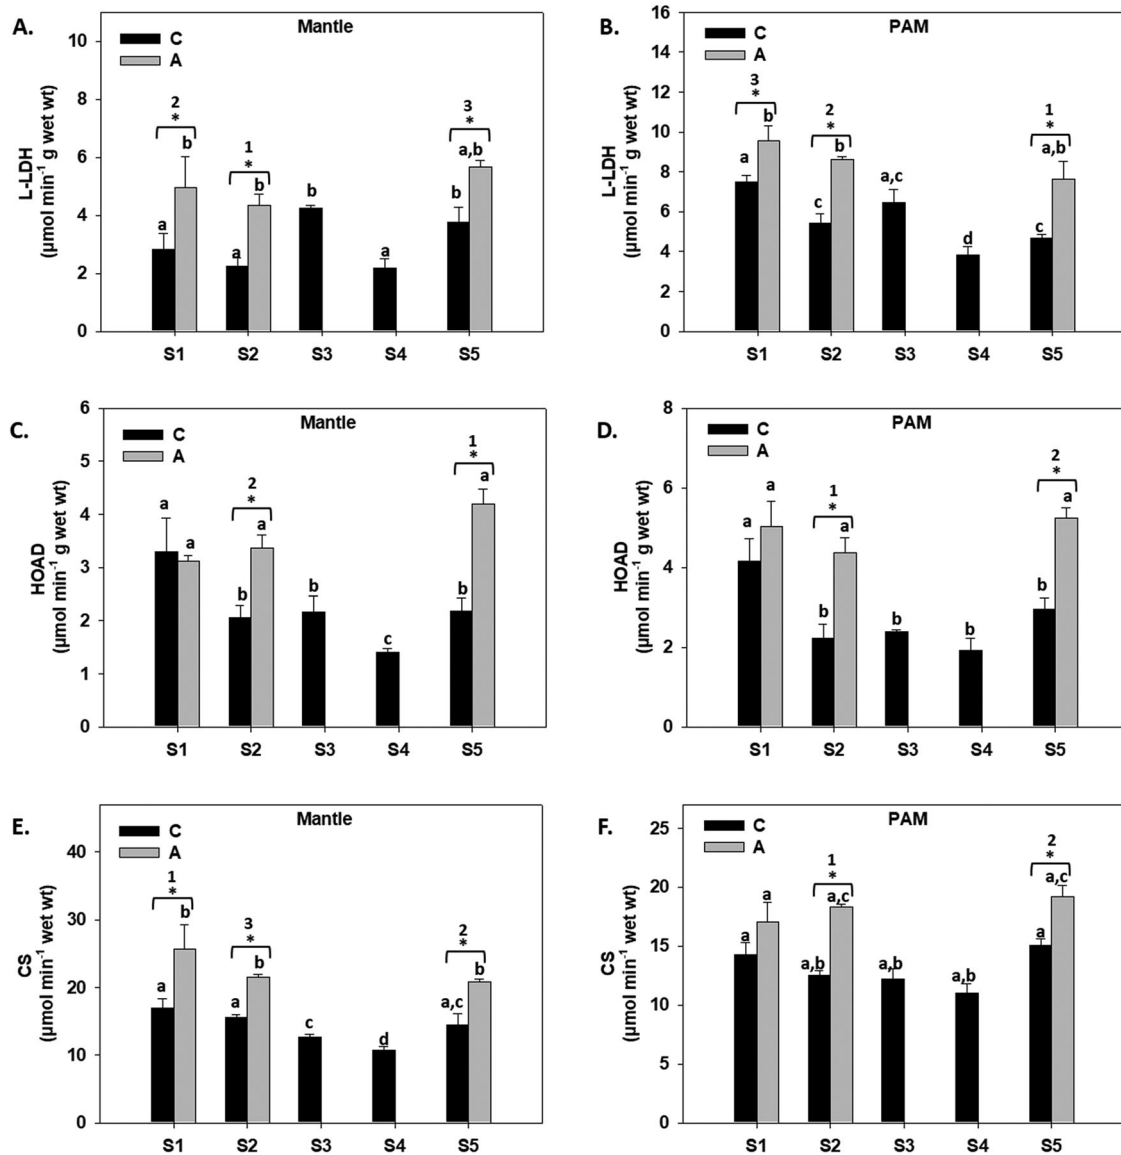 A.
Mantle
C
A
L-LDH
(µmol min⁻¹ g wet wt)
10
8
6
4
2
0
2
*
1
*
3
*
a
b
a
b
b
a
b
a,b
S1
S2
S3
S4
S5
B.
PAM
C
A
L-LDH
(µmol min⁻¹ g wet wt)
16
14
12
10
8
6
4
2
0
3
*
2
*
1
*
a
b
c
b
a,c
d
c
a,b
S1
S2
S3
S4
S5
C.
Mantle
C
A
HOAD
(µmol min⁻¹ g wet wt)
6
5
4
3
2
1
0
2
*
1
*
a
a
b
a
b
c
b
a
S1
S2
S3
S4
S5
D.
PAM
C
A
HOAD
(µmol min⁻¹ g wet wt)
8
6
4
2
0
1
*
2
*
a
a
b
a
b
b
b
a
S1
S2
S3
S4
S5
E.
Mantle
C
A
CS
(µmol min⁻¹ wet wt)
40
30
20
10
0
1
*
3
*
2
*
a
b
a
b
c
d
a,c
b
S1
S2
S3
S4
S5
F.
PAM
C
A
CS
(µmol min⁻¹ wet wt)
25
20
15
10
5
0
1
*
2
*
a
a
a,b
a,c
a,b
a,b
a
a,c
S1
S2
S3
S4
S5